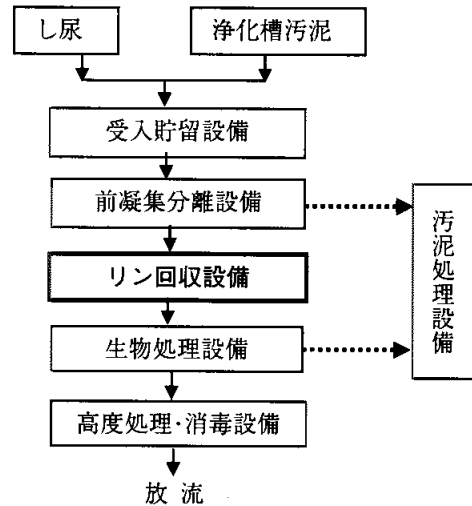 し尿
浄化槽汚泥
受入貯留設備
前凝集分離設備
リン回収設備
生物処理設備
高度処理・消毒設備
放流
汚泥処理設備